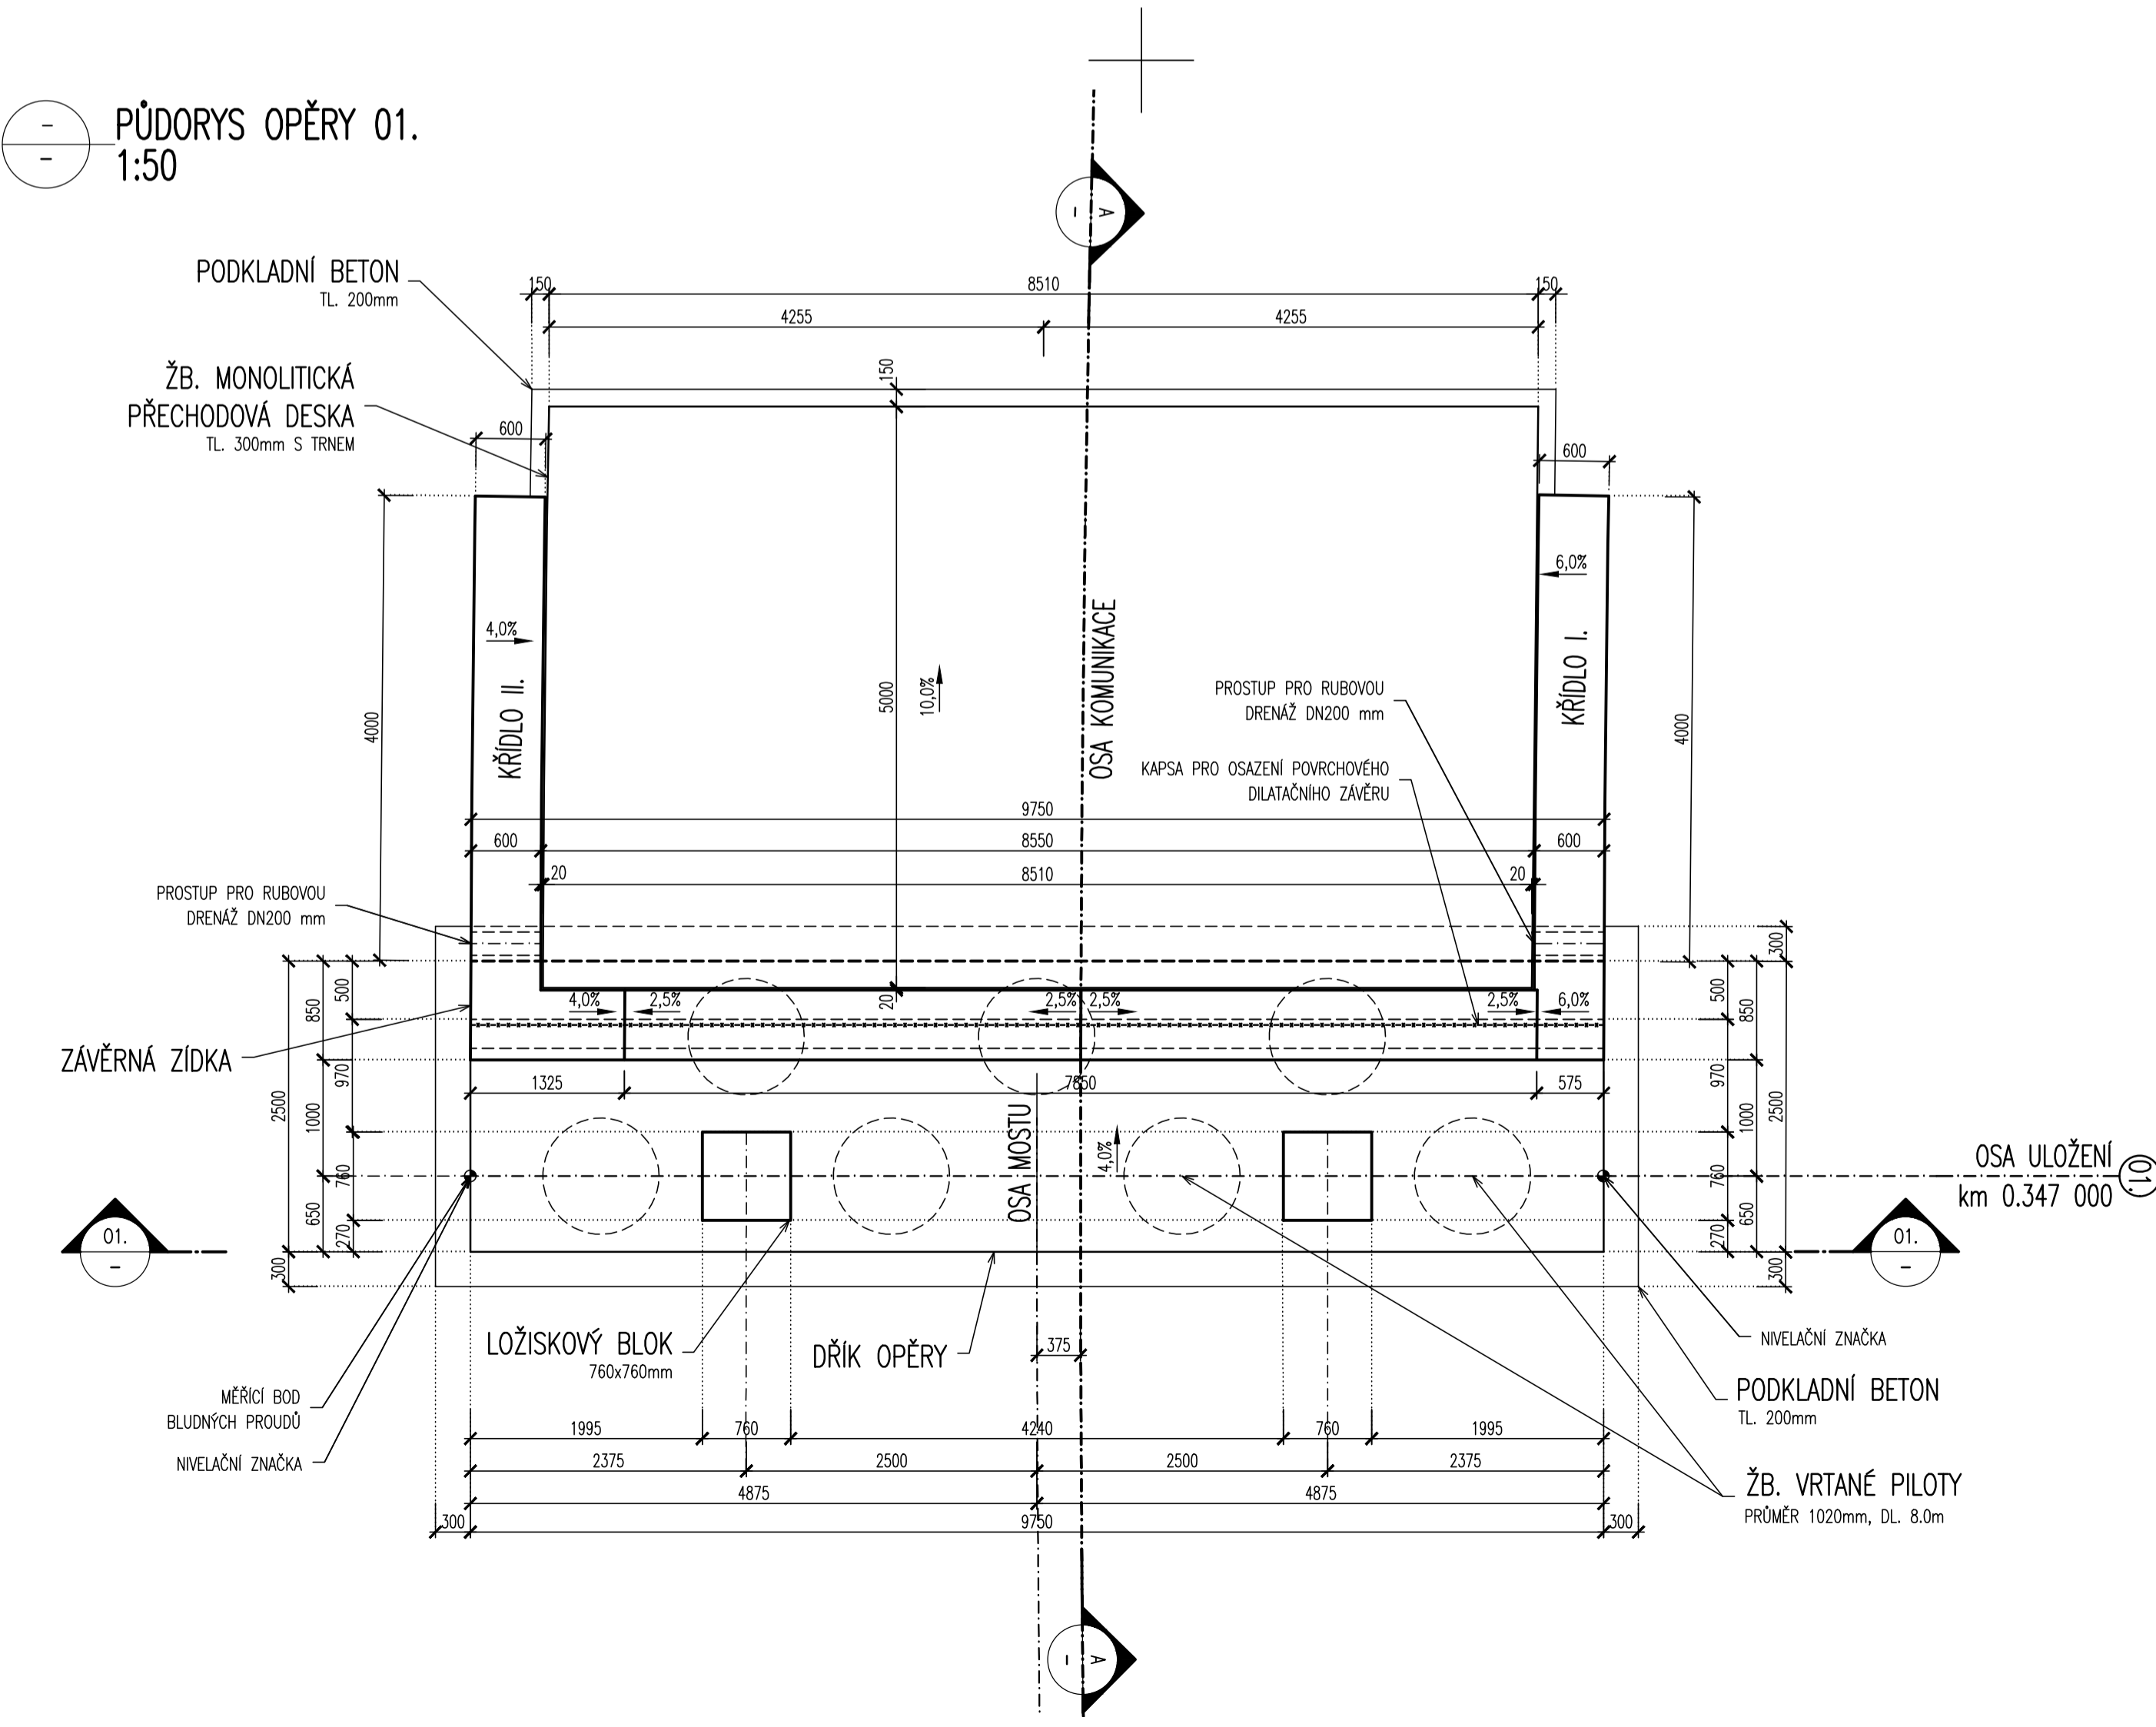 PŮDORYS OPĚRY 01.
1:50
–
–
A
–
PODKLADNÍ BETON
TL. 200mm
150
8510
150
4255
4255
ŽB. MONOLITICKÁ
PŘECHODOVÁ DESKA
TL. 300mm S TRNEM
150
600
600
6,0%
4,0%
KŘÍDLO II.
KŘÍDLO I.
4000
5000
10,0%
OSA KOMUNIKACE
4000
PROSTUP PRO RUBOVOU
DRENÁŽ DN200 mm
KAPSA PRO OSAZENÍ POVRCHOVÉHO
DILATAČNÍHO ZÁVĚRU
9750
600
8550
600
20
8510
20
PROSTUP PRO RUBOVOU
DRENÁŽ DN200 mm
300
500
850
4,0%
2,5%
20
2,5%
2,5%
2,5%
6,0%
500
850
ZÁVĚRNÁ ZÍDKA
970
1325
7850
575
970
2500
1000
OSA MOSTU
4,0%
1000
2500
760
650
270
300
760
650
270
300
OSA ULOŽENÍ
km 0.347 000
01.
01.
–
01.
–
LOŽISKOVÝ BLOK
760x760mm
DŘÍK OPĚRY
375
NIVELAČNÍ ZNAČKA
MĚŘÍCÍ BOD
BLUDNÝCH PROUDŮ
NIVELAČNÍ ZNAČKA
PODKLADNÍ BETON
TL. 200mm
1995
760
4240
760
1995
2375
2500
2500
2375
4875
4875
300
9750
300
ŽB. VRTANÉ PILOTY
PRŮMĚR 1020mm, DL. 8.0m
A
–